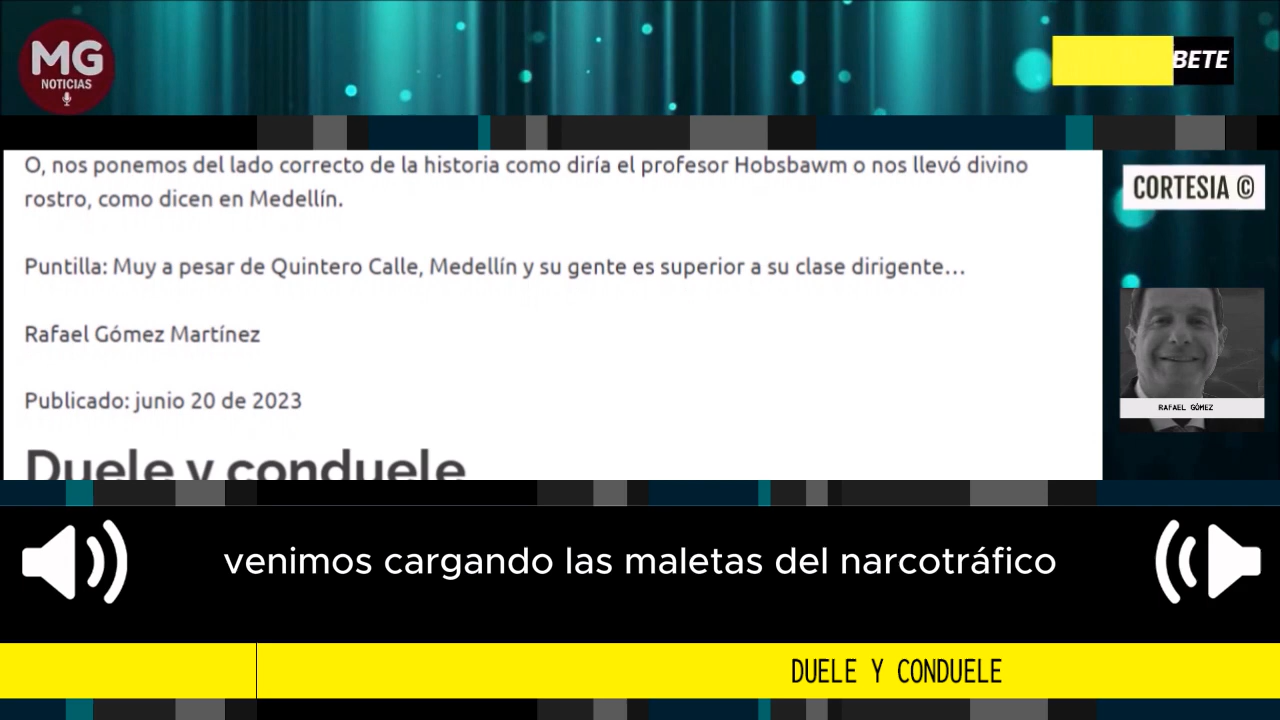 MG
NOTICIAS
BETE
O, nos ponemos del lado correcto de la historia como diría el profesor Hobsbawm o nos llevó divino
rostro, como dicen en Medellín.
CORTESIA ©
Puntilla: Muy a pesar de Quintero Calle, Medellín y su gente es superior a su clase dirigente...
Rafael Gómez Martínez
Publicado: junio 20 de 2023
RAFAEL GÓMEZ
Duele y conduele
venimos cargando las maletas del narcotráfico
DUELE Y CONDUELE